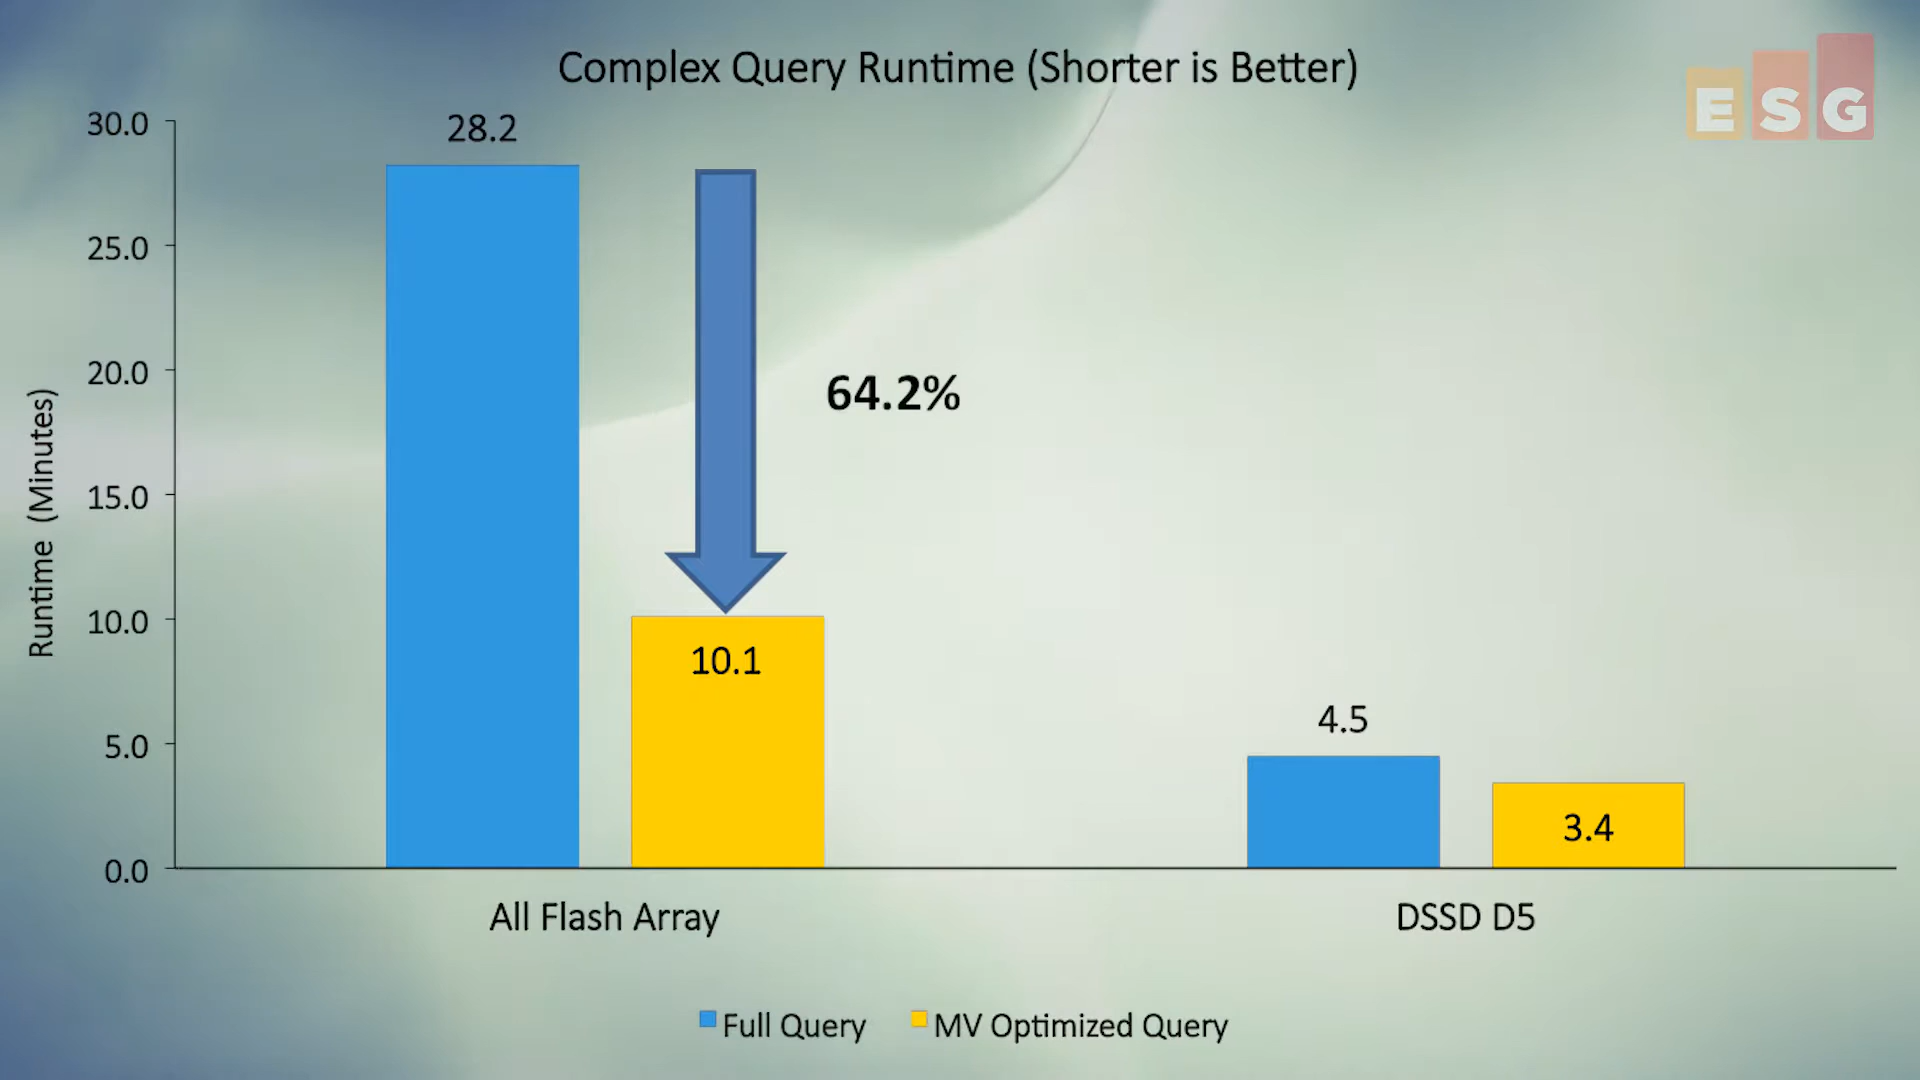 Complex Query Runtime (Shorter is Better)
ESG
30.0
25.0
20.0
15.0
10.0
5.0
0.0
Runtime (Minutes)
28.2
64.2%
10.1
4.5
3.4
All Flash Array
DSSD D5
Full Query
MV Optimized Query